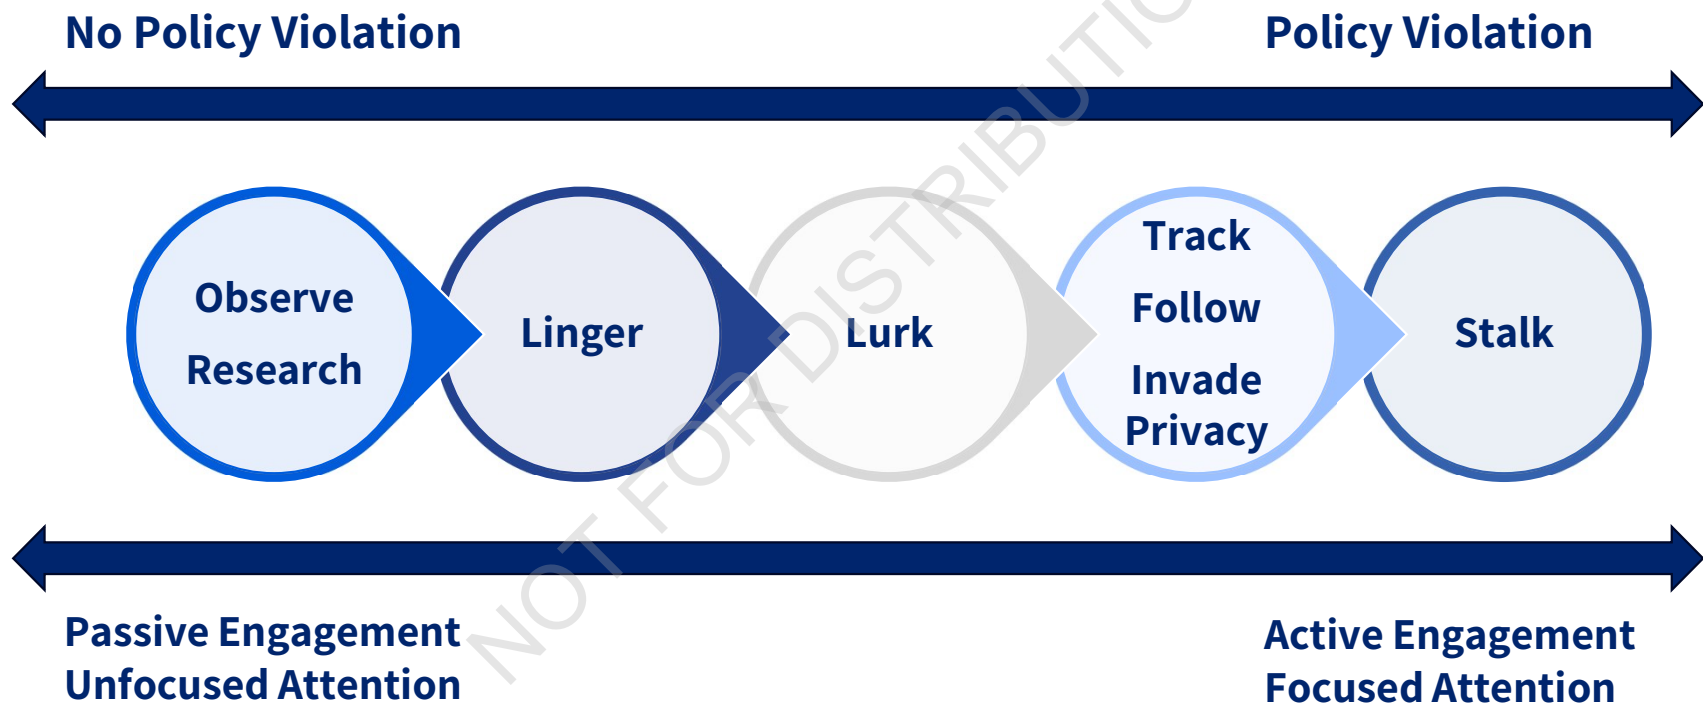 No Policy Violation
Policy Violation
Observe
Research
Linger
Lurk
Track
Follow
Invade
Privacy
Stalk
Passive Engagement
Unfocused Attention
Active Engagement
Focused Attention
NOT FOR DISTRIBUTIO